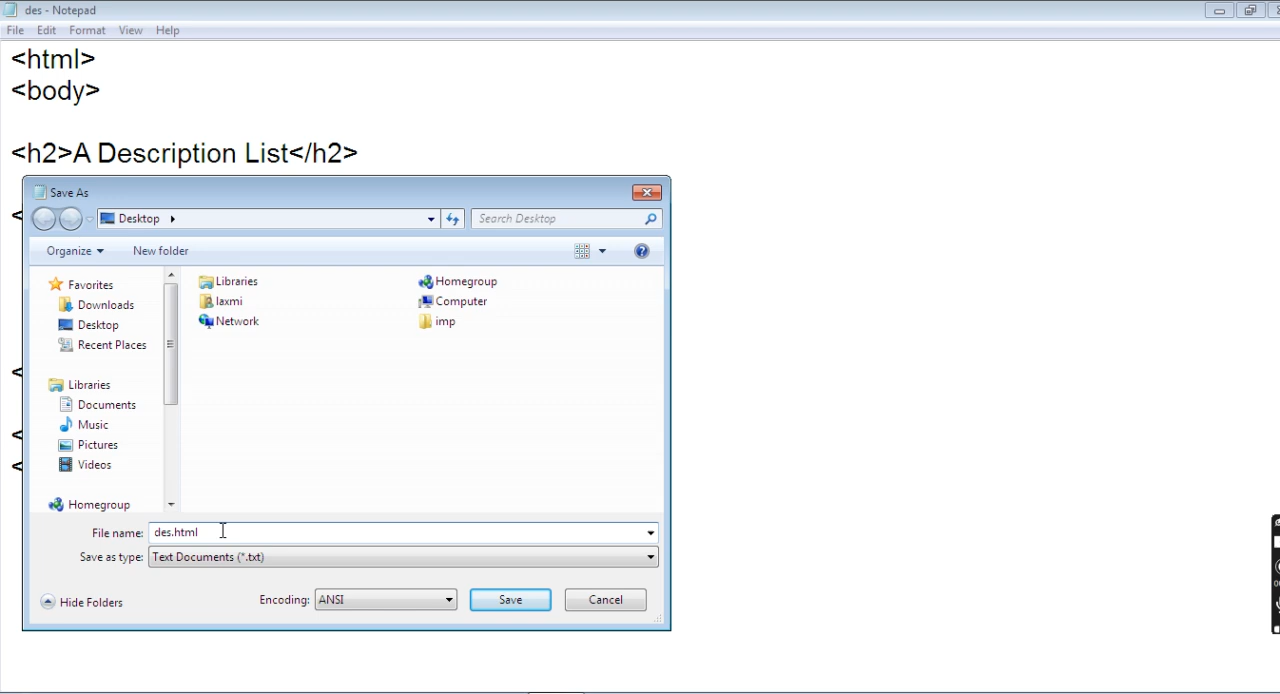 des - Notepad
File Edit Format View Help
<html>
<body>
<h2>A Description List</h2>
<
<
<
<
Save As
Desktop
Search Desktop
Organize
New folder
Favorites
Downloads
Desktop
Recent Places
Libraries
Documents
Music
Pictures
Videos
Homegroup
Libraries
Homegroup
laxmi
Computer
Network
imp
File name: des.html
Save as type: Text Documents (*.txt)
Hide Folders
Encoding: ANSI
Save
Cancel